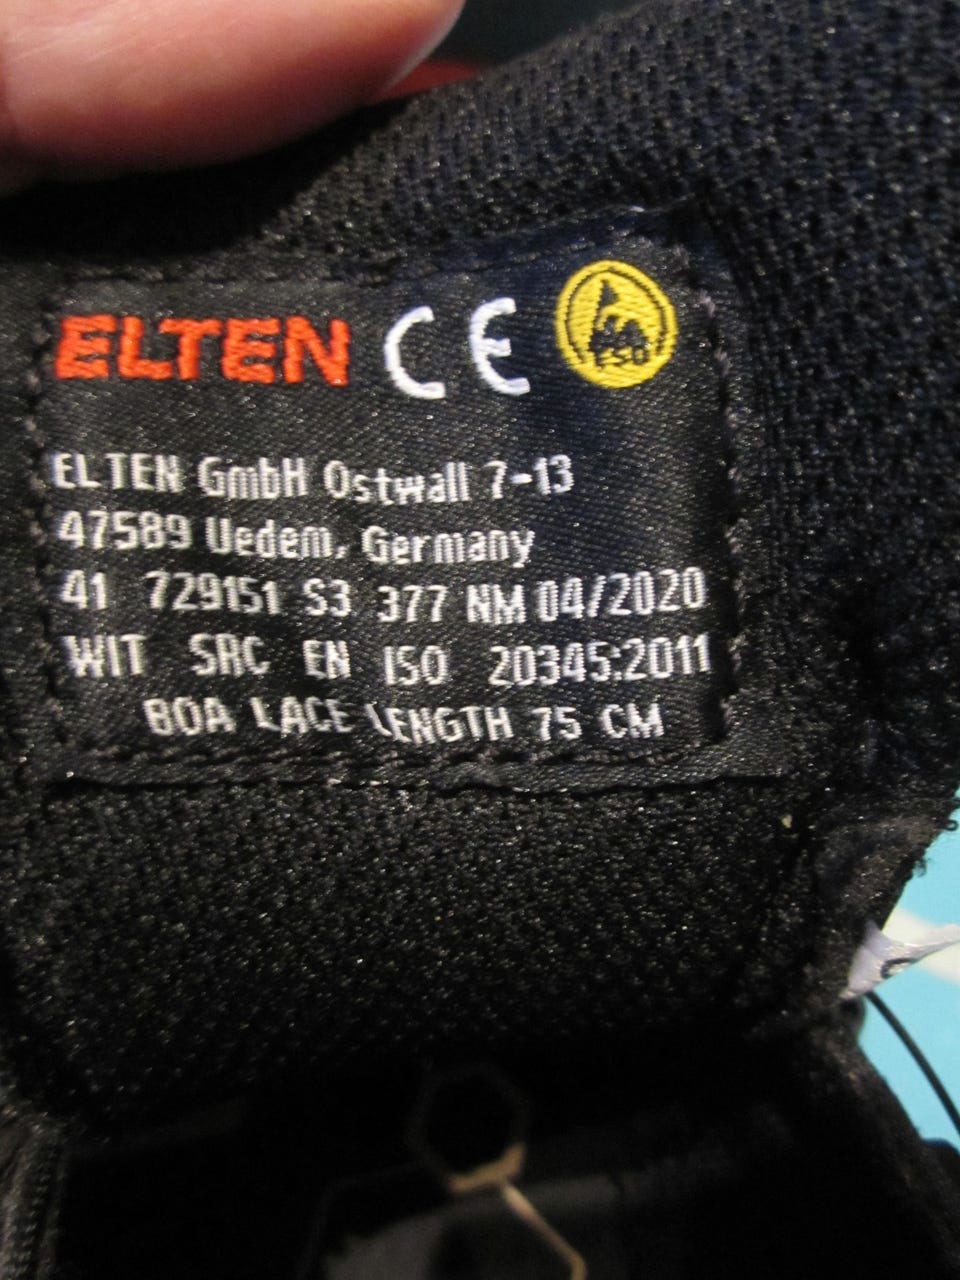 ELTEN CE ESD
ELTEN GmbH Ostwall 7-13
47589 Uedem, Germany
41 729151 S3 377 NM 04/2020
WIT SRC EN ISO 20345:2011
BOA LACE LENGTH 75 CM